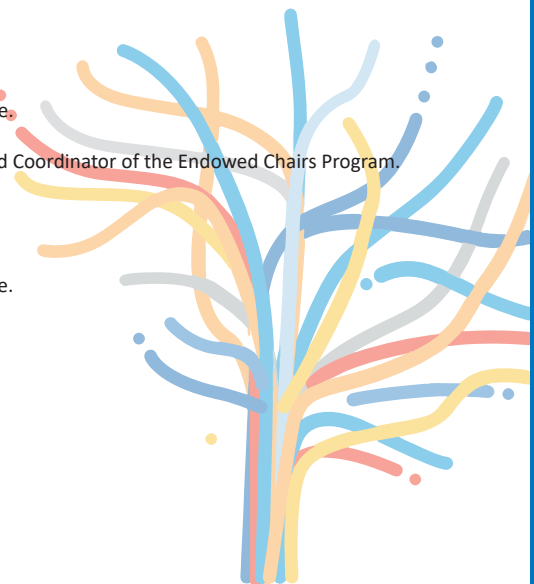 e.
d Coordinator of the Endowed Chairs Program.
e.